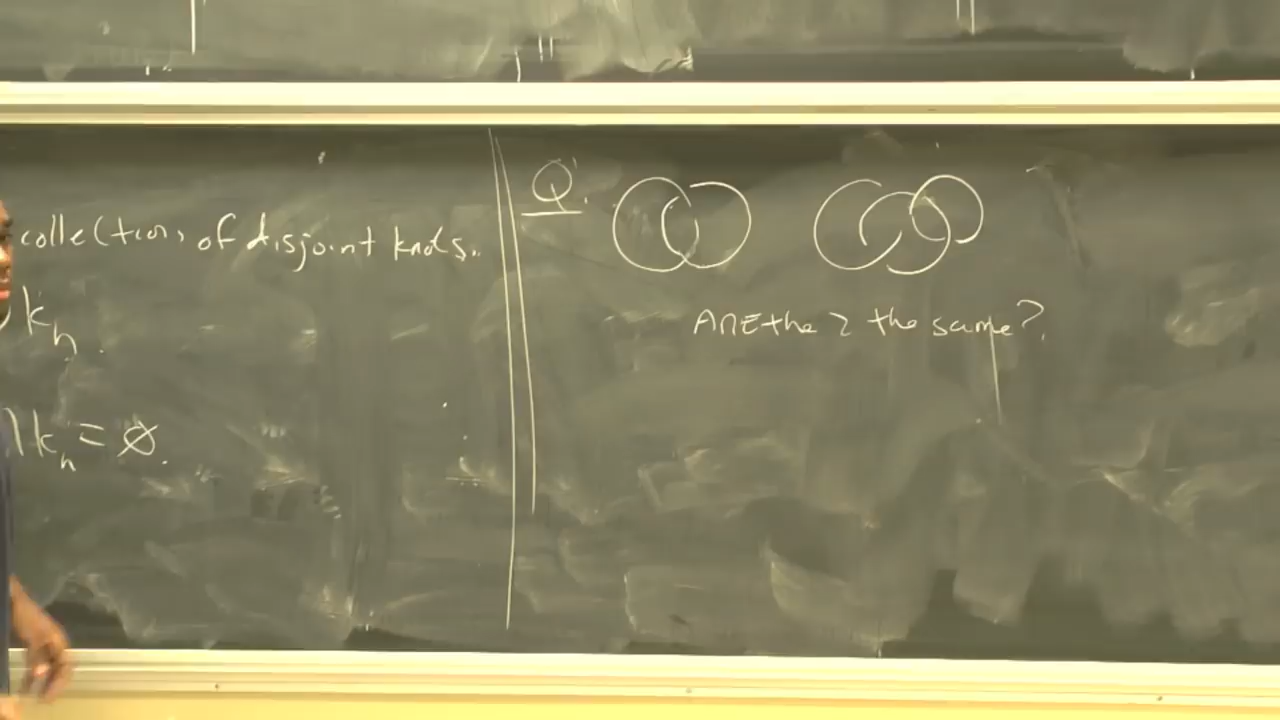 collection of disjoint knots.
kn.
kn = ∅.
Q.
ARE the 2 the same?